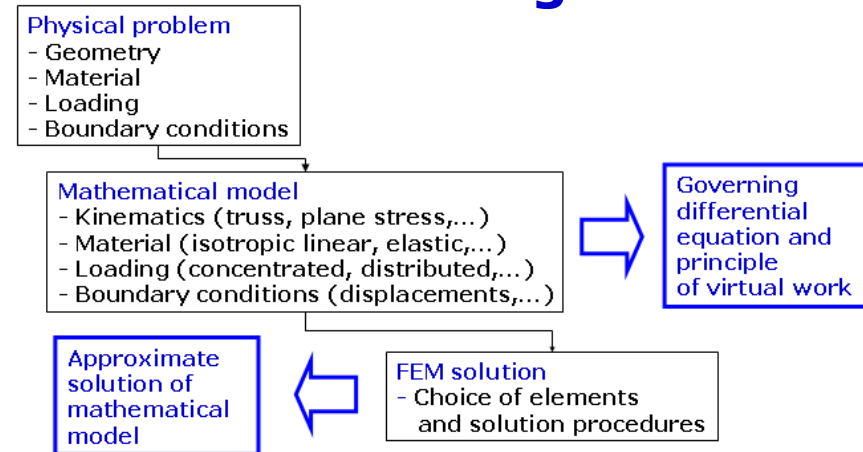 Physical problem
- Geometry
- Material
- Loading
- Boundary conditions
Mathematical model
- Kinematics (truss, plane stress,...)
- Material (isotropic linear, elastic,...)
- Loading (concentrated, distributed,...)
- Boundary conditions (displacements,...)
Governing
differential
equation and
principle
of virtual work
Approximate
solution of
mathematical
model
FEM solution
- Choice of elements
and solution procedures